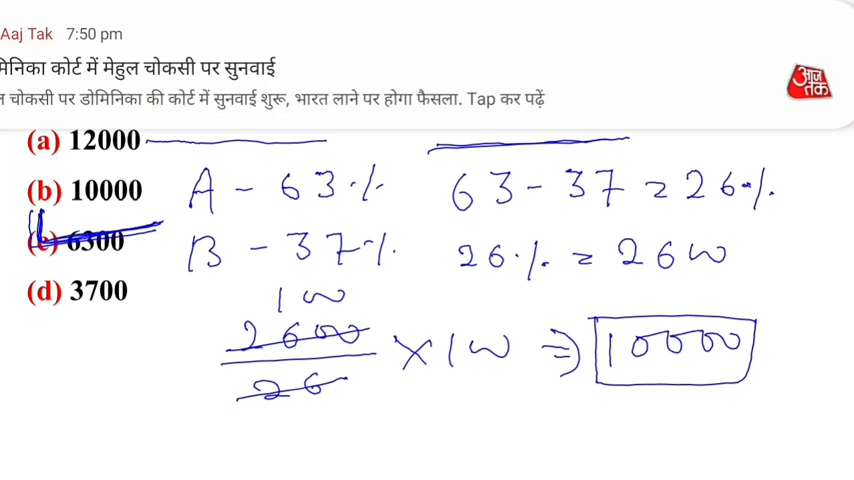 Aaj Tak 7:50 pm
मिनिका कोर्ट में मेहुल चोकसी पर सुनवाई
चोकसी पर डोमिनिका की कोर्ट में सुनवाई शुरू, भारत लाने पर होगा फैसला. Tap कर पढ़ें
आज तक
(a) 12000
(b) 10000
(c) 6300
(d) 3700
A - 63%
63 - 37 = 26%
B - 37%
26% = 2600
100
2600
26
× 100 ⇒ 10000